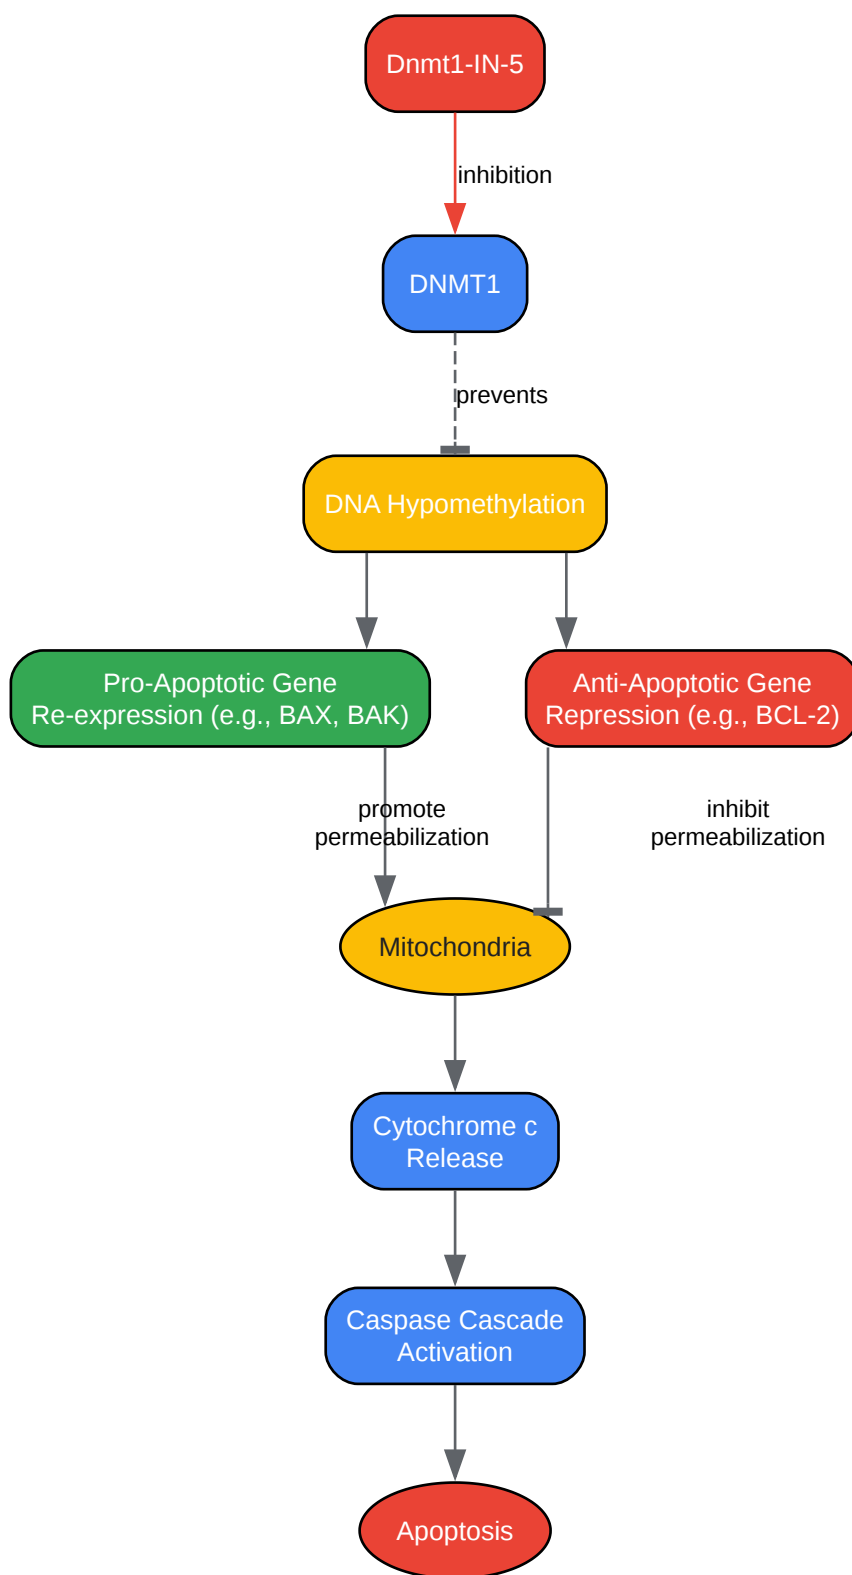 Dnmt1-IN-5
inhibition
DNMT1
prevents
DNA Hypomethylation
Pro-Apoptotic Gene
Re-expression (e.g., BAX, BAK)
Anti-Apoptotic Gene
Repression (e.g., BCL-2)
promote
permeabilization
inhibit
permeabilization
Mitochondria
Cytochrome c
Release
Caspase Cascade
Activation
Apoptosis